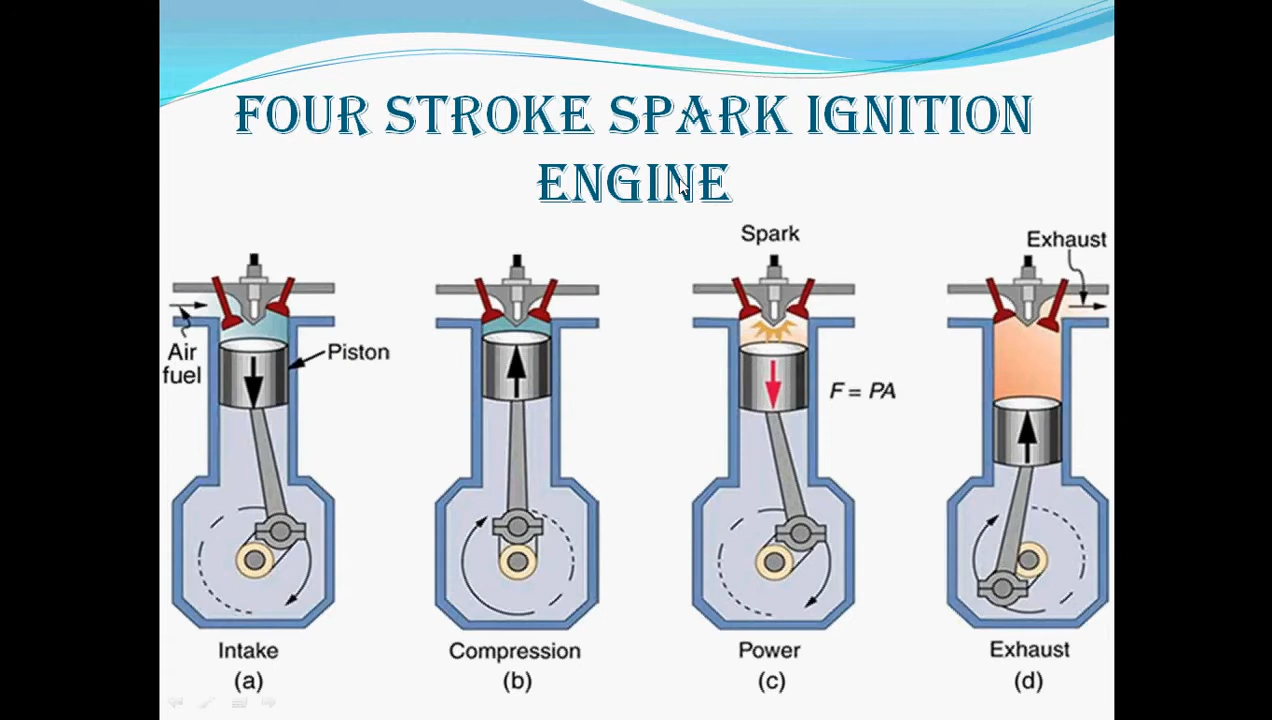 FOUR STROKE SPARK IGNITION
ENGINE
Spark
Exhaust
Air
fuel
Piston
F = PA
Intake
Compression
Power
Exhaust
(a)
(b)
(c)
(d)